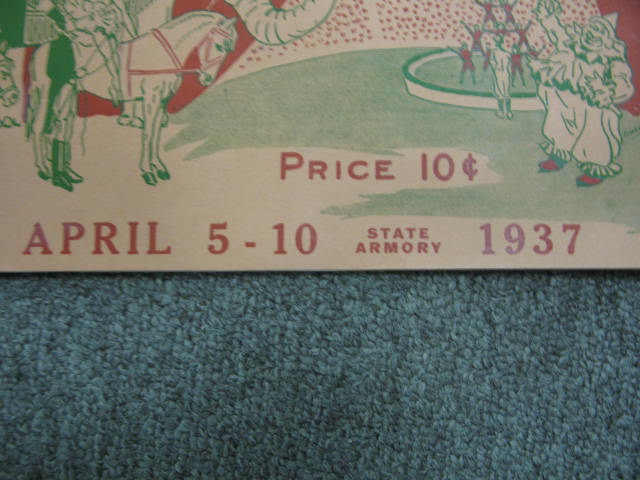 PRICE 10¢
APRIL 5-10 STATE ARMORY 1937